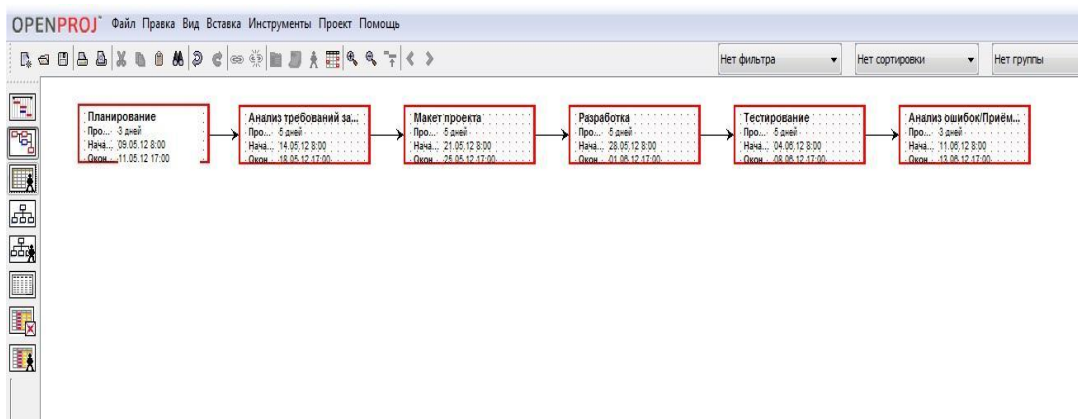 OPENPROJ Файл Правка Вид Вставка Инструменты Проект Помощь
Нет фильтра Нет сортировки Нет группы
Планирование
Про... 3 дней
Нача... 09.05.12 8:00
Окон... 11.05.12 17:00
Анализ требований за...
Про... 5 дней
Нача... 14.05.12 8:00
Окон... 18.05.12 17:00
Макет проекта
Про... 5 дней
Нача... 21.05.12 8:00
Окон... 25.05.12 17:00
Разработка
Про... 5 дней
Нача... 28.05.12 8:00
Окон... 01.06.12 17:00
Тестирование
Про... 5 дней
Нача... 04.06.12 8:00
Окон... 08.06.12 17:00
Анализ ошибок/Приём...
Про... 3 дней
Нача... 11.06.12 8:00
Окон... 13.06.12 17:00